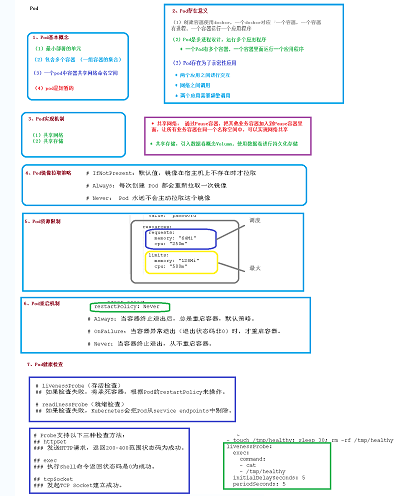 Pod
1、Pod基本概念
（1）最小部署的单元
（2）包含多个容器（一组容器的集合）
（3）一个pod中容器共享网络命名空间
（4）pod是短暂的
2、Pod存在意义
（1）创建容器使用docker，一个docker对应 一个容器，一个容器
有进程，一个容器运行一个应用程序
（2）Pod是多进程设计，运行多个应用程序
* 一个Pod有多个容器，一个容器里面运行一个应用程序
（3）Pod存在为了亲密性应用
* 两个应用之间进行交互
* 网络之间调用
* 两个应用需要频繁调用
3、Pod实现机制
（1）共享网络
（2）共享存储
* 共享网络：通过Pause容器，把其他业务容器加入到Pause容器里
面，让所有业务容器在同一个名称空间中，可以实现网络共享
* 共享存储：引入数据卷概念Volumn，使用数据卷进行持久化存储
4、Pod镜像拉取策略
# IfNotPresent：默认值，镜像在宿主机上不存在时才拉取
# Always：每次创建 Pod 都会重新拉取一次镜像
# Never： Pod 永远不会主动拉取这个镜像
5、Pod资源限制
value: "password"
resources:
requests:
memory: "64Mi"
cpu: "250m"
limits:
memory: "128Mi"
cpu: "500m"
调度
最大
6、Pod重启机制
restartPolicy: Never
# Always：当容器终止退出后，总是重启容器，默认策略。
# OnFailure：当容器异常退出（退出状态码非0）时，才重启容器。
# Never：当容器终止退出，从不重启容器。
7、Pod健康检查
# livenessProbe（存活检查）
## 如果检查失败，将杀死容器，根据Pod的restartPolicy来操作。
# readinessProbe（就绪检查）
## 如果检查失败，Kubernetes会把Pod从service endpoints中剔除。
# Probe支持以下三种检查方法：
## httpGet
### 发送HTTP请求，返回200-400范围状态码为成功。
## exec
### 执行Shell命令返回状态码是0为成功。
## tcpSocket
### 发起TCP Socket建立成功。
- touch /tmp/healthy; sleep 30; rm -rf /tmp/healthy
livenessProbe:
exec:
command:
- cat
- /tmp/healthy
initialDelaySeconds: 5
periodSeconds: 5